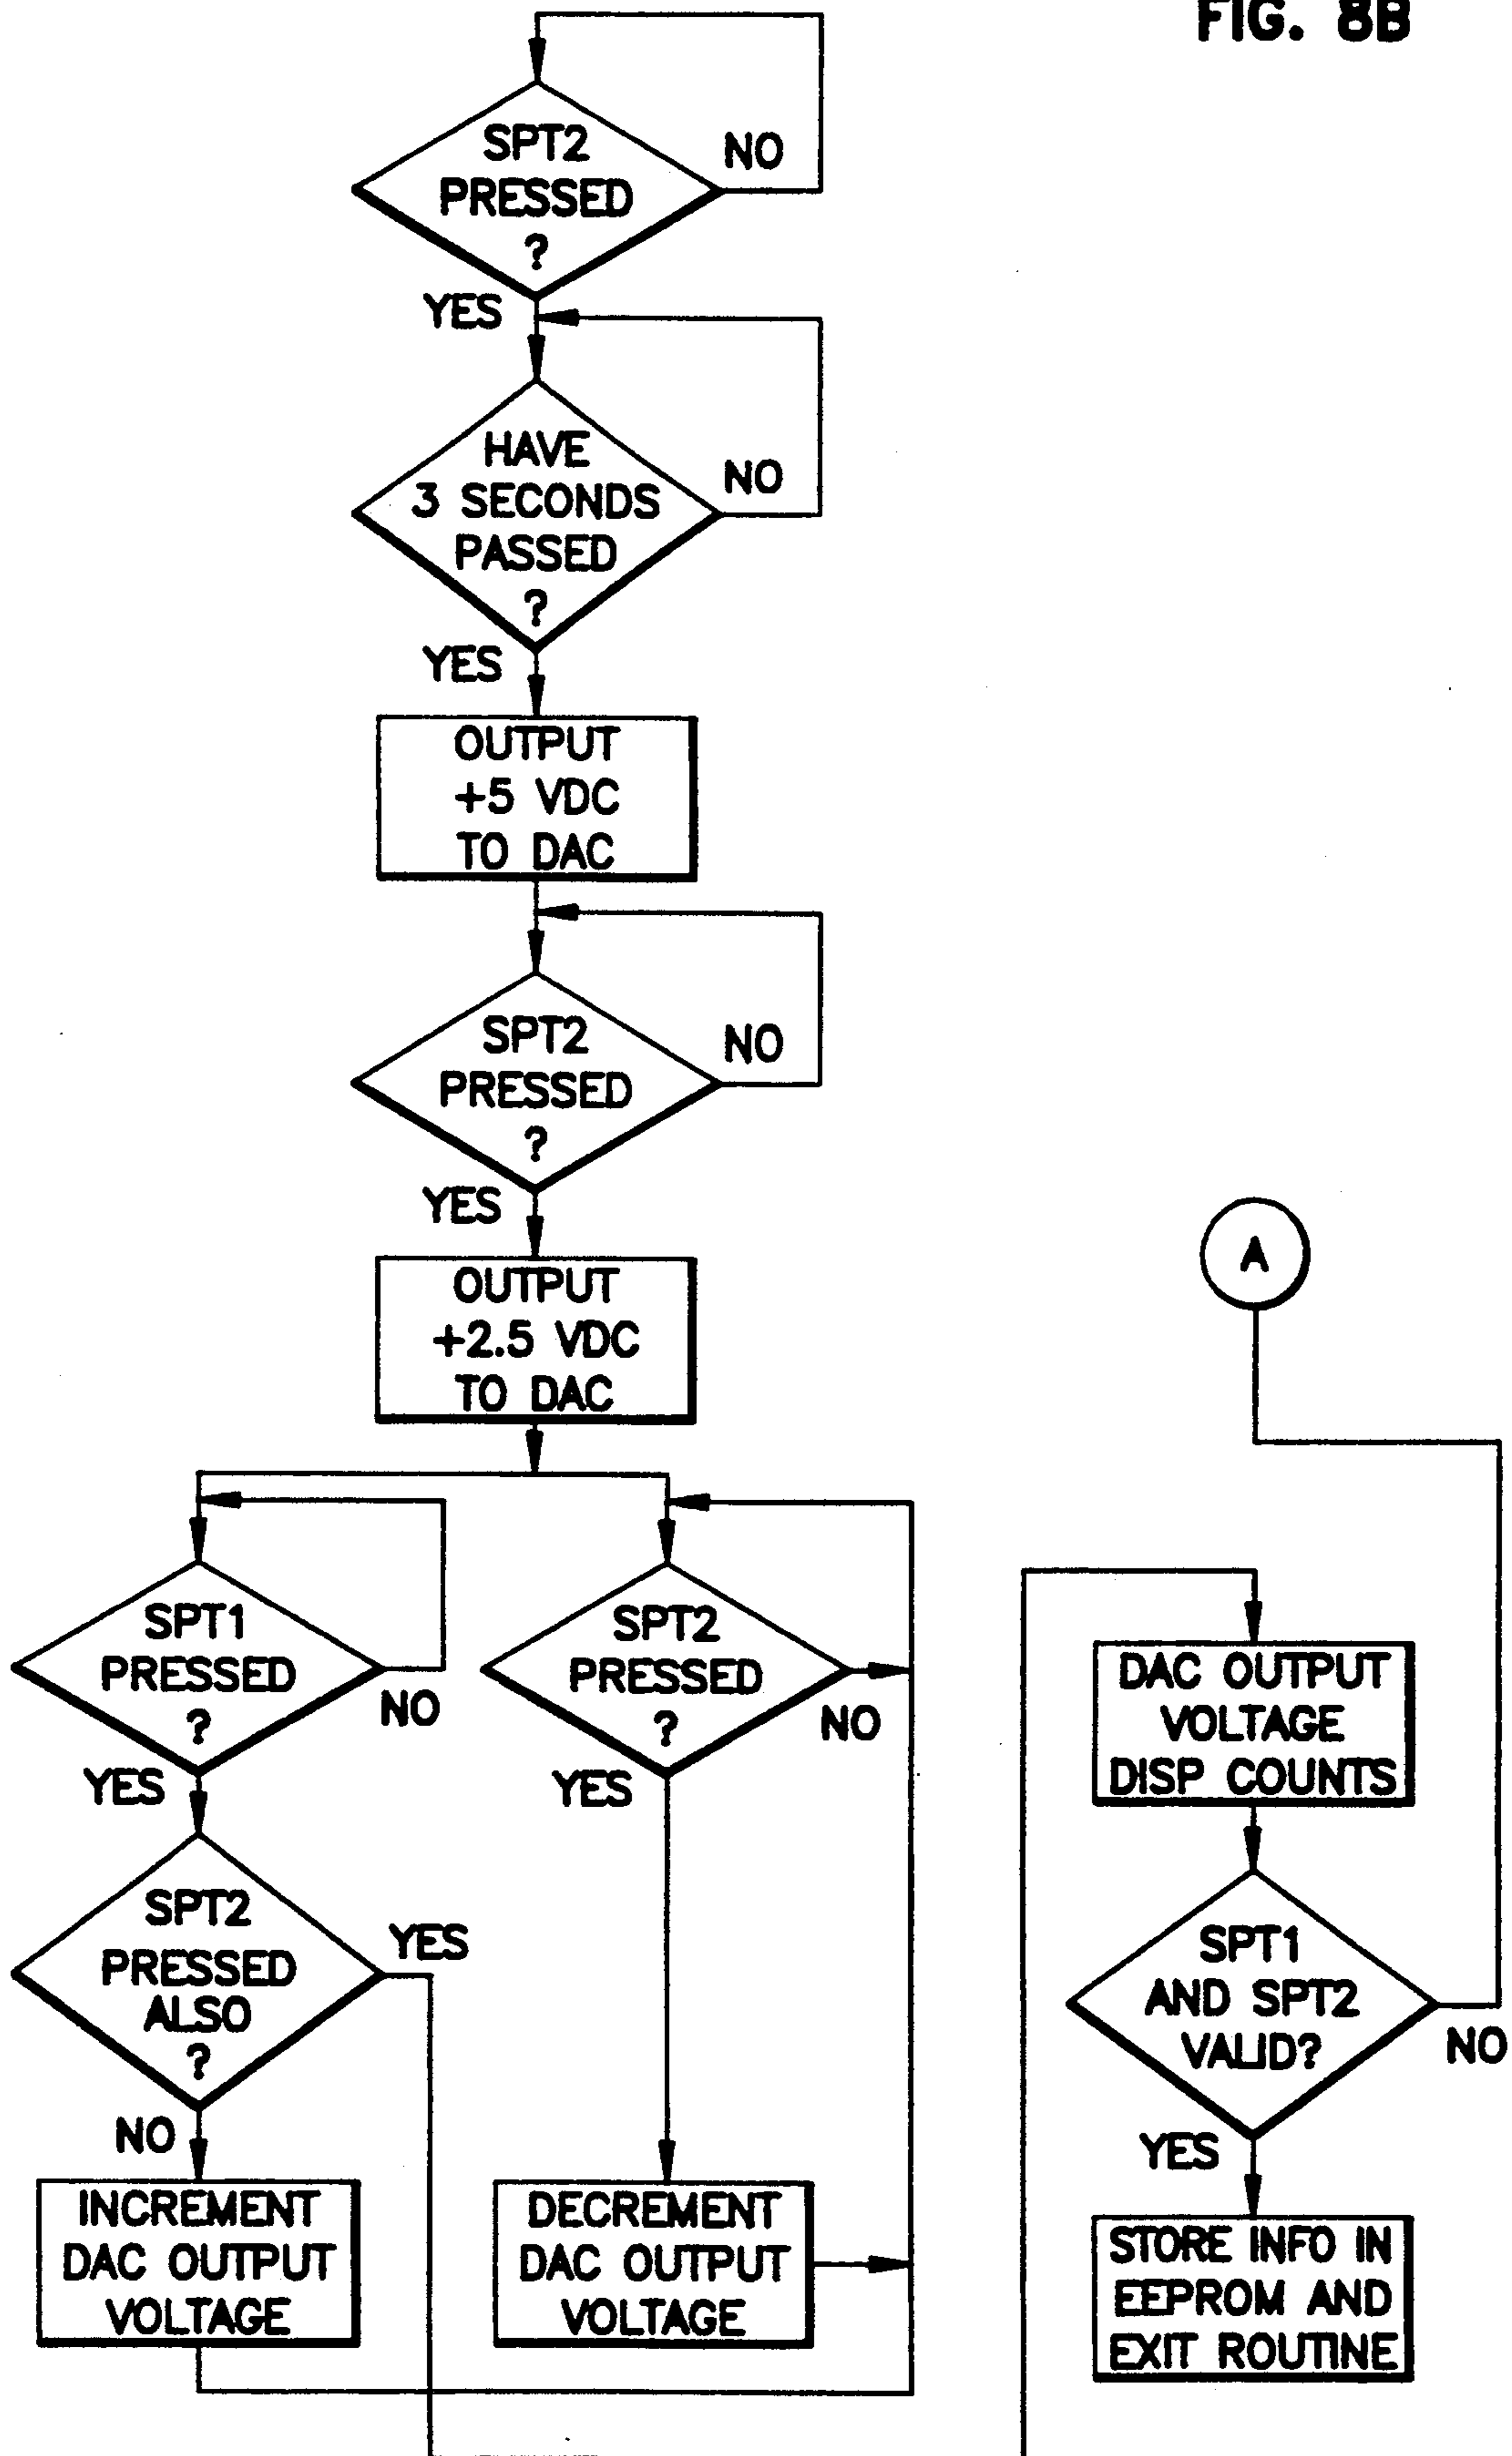 FIG. 8B
SPT2
PRESSED
?
NO
YES
HAVE
3 SECONDS
PASSED
?
NO
YES
OUTPUT
+5 VDC
TO DAC
SPT2
PRESSED
?
NO
YES
OUTPUT
+2.5 VDC
TO DAC
SPT1
PRESSED
?
NO
YES
SPT2
PRESSED
ALSO
?
YES
NO
INCREMENT
DAC OUTPUT
VOLTAGE
SPT2
PRESSED
?
NO
YES
DECREMENT
DAC OUTPUT
VOLTAGE
A
DAC OUTPUT
VOLTAGE
DISP COUNTS
SPT1
AND SPT2
VALID?
NO
YES
STORE INFO IN
EEPROM AND
EXIT ROUTINE